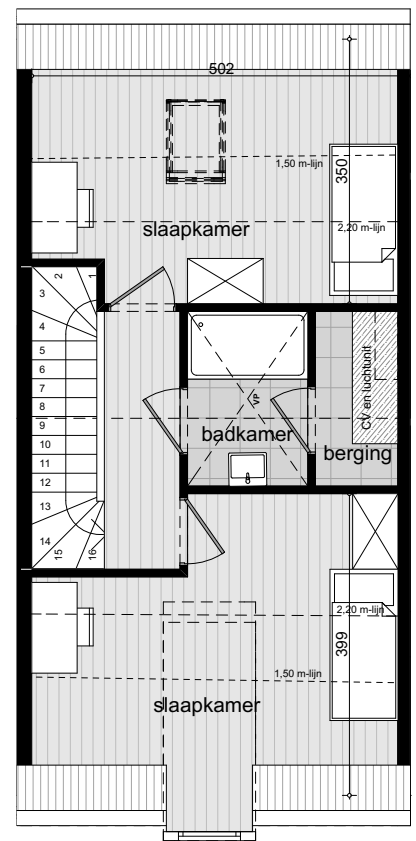 502
1,50 m-lijn
350
slaapkamer
2,20 m-lijn
1
2
3
4
5
6
7
8
9
10
11
12
13
14
15
16
VP
CV en luchtunit
badkamer
berging
2,20 m-lijn
399
1,50 m-lijn
slaapkamer